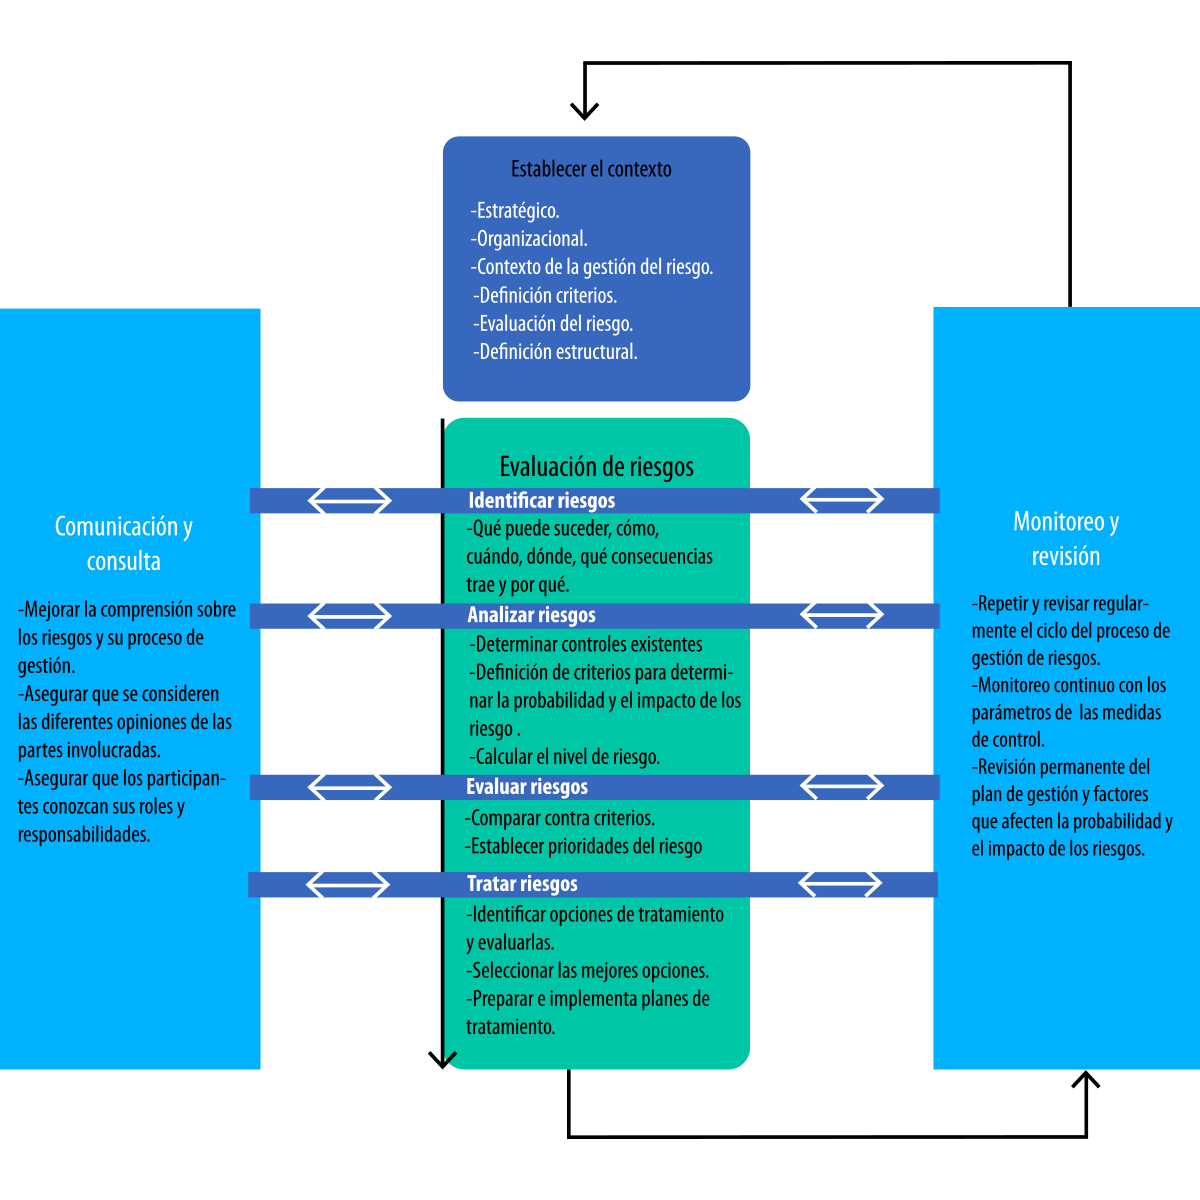 Establecer el contexto
-Estratégico.
-Organizacional.
-Contexto de la gestión del riesgo.
-Definición criterios.
-Evaluación del riesgo.
-Definición estructural.
Comunicación y
consulta
-Mejorar la comprensión sobre
los riesgos y su proceso de
gestión.
-Asegurar que se consideren
las diferentes opiniones de las
partes involucradas.
-Asegurar que los participan-
tes conozcan sus roles y
responsabilidades.
Evaluación de riesgos
Identificar riesgos
-Qué puede suceder, cómo,
cuándo, dónde, qué consecuencias
trae y por qué.
Analizar riesgos
-Determinar controles existentes
-Definición de criterios para determi-
nar la probabilidad y el impacto de los
riesgo .
-Calcular el nivel de riesgo.
Evaluar riesgos
-Comparar contra criterios.
-Establecer prioridades del riesgo
Tratar riesgos
-Identificar opciones de tratamiento
y evaluarlas.
-Seleccionar las mejores opciones.
-Preparar e implementa planes de
tratamiento.
Monitoreo y
revisión
-Repetir y revisar regular-
mente el ciclo del proceso de
gestión de riesgos.
-Monitoreo continuo con los
parámetros de  las medidas
de control.
-Revisión permanente del
plan de gestión y factores
que afecten la probabilidad y
el impacto de los riesgos.